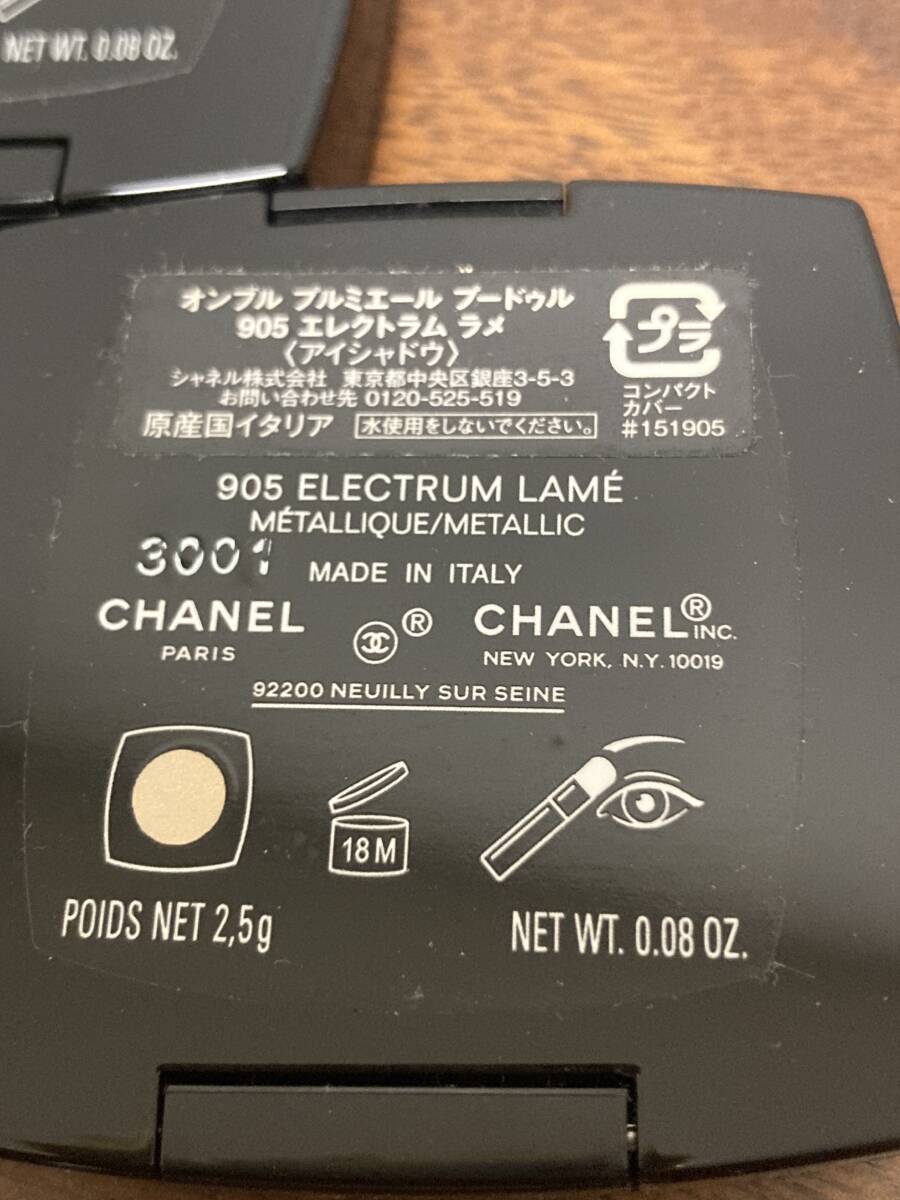 NET WT. 0.08 OZ.
オンブル プルミエール プードゥル
905 エレクトラム ラメ
〈アイシャドウ〉
シャネル株式会社 東京都中央区銀座3-5-3
お問い合わせ先 0120-525-519
原産国イタリア 水使用をしないでください。
プラ
コンパクト
カバー
#151905
905 ELECTRUM LAMÉ
MÉTALLIQUE/METALLIC
3001 MADE IN ITALY
CHANEL ® CHANEL® INC.
PARIS NEW YORK, N.Y. 10019
92200 NEUILLY SUR SEINE
18 M
POIDS NET 2,5g NET WT. 0.08 OZ.